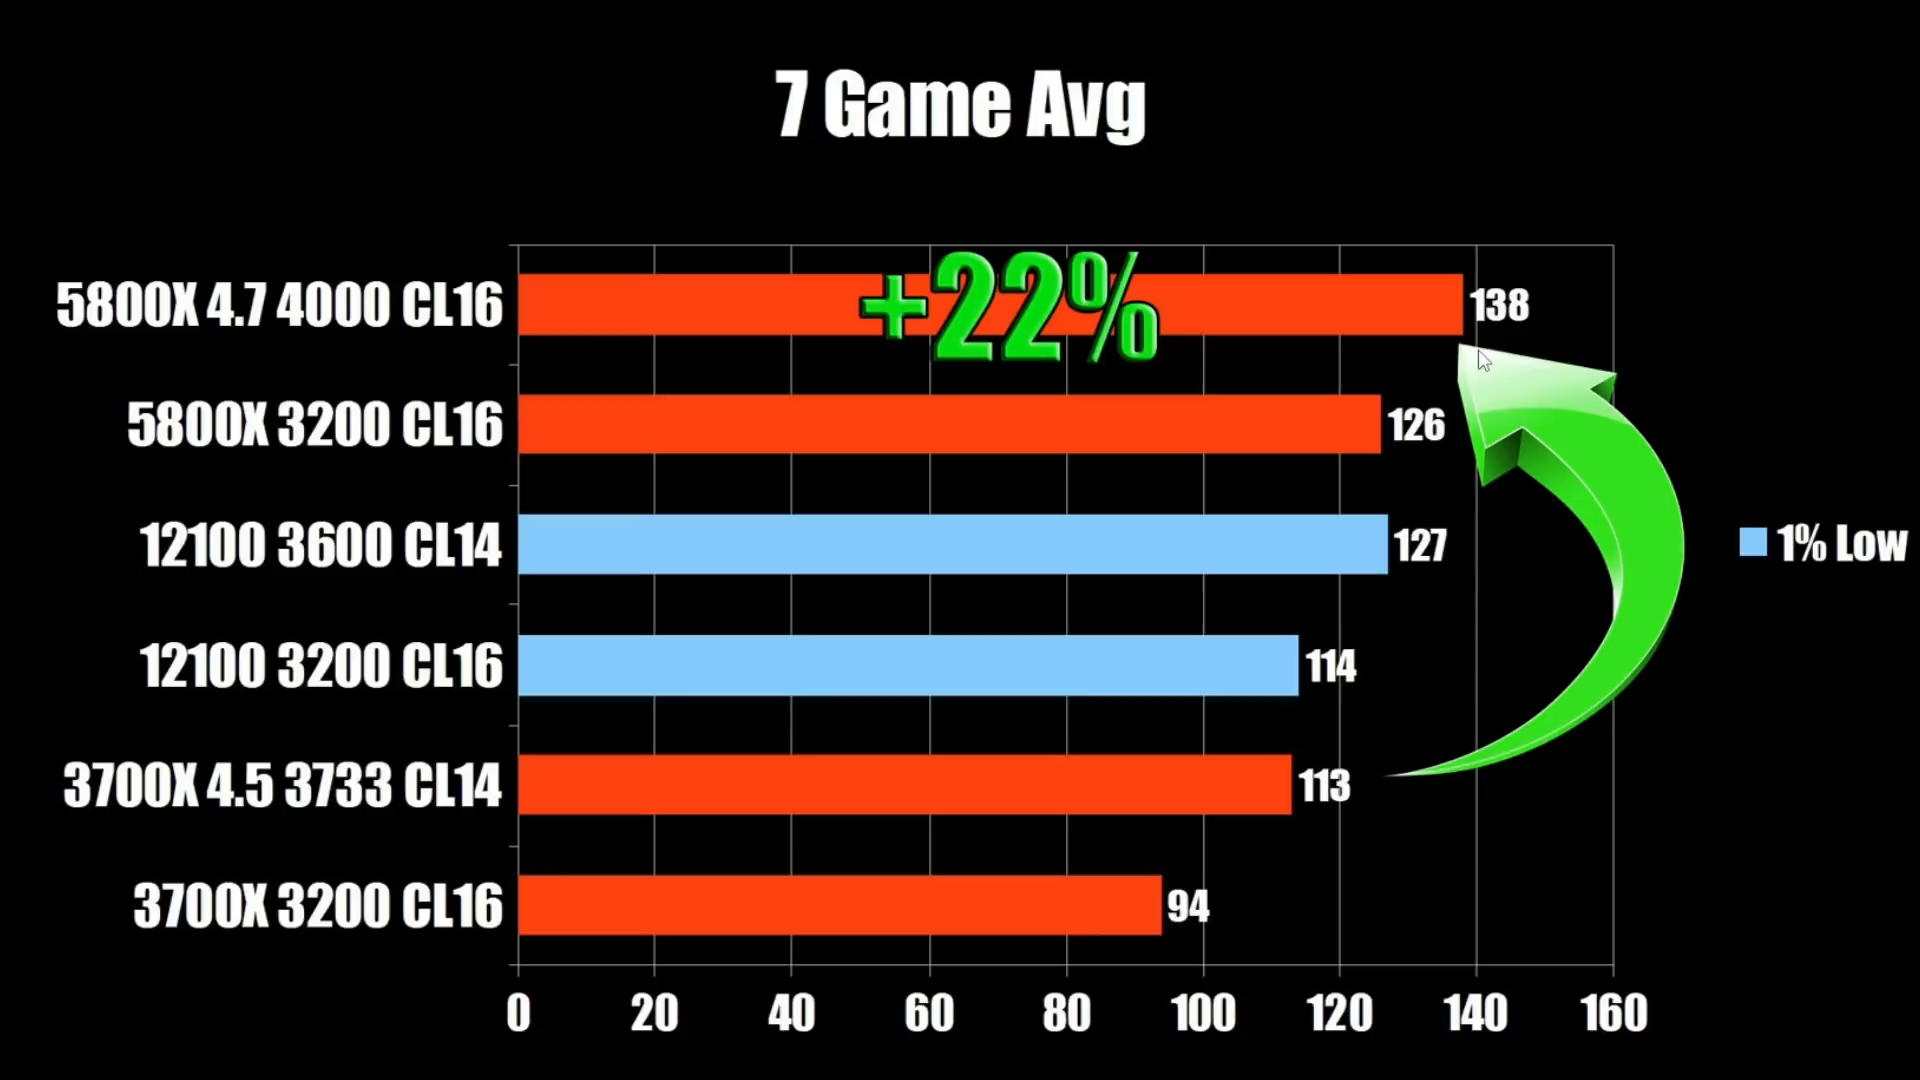 7 Game Avg
+22%
5800X 4.7 4000 CL16 138
5800X 3200 CL16 126
12100 3600 CL14 127
1% Low
12100 3200 CL16 114
3700X 4.5 3733 CL14 113
3700X 3200 CL16 94
0 20 40 60 80 100 120 140 160